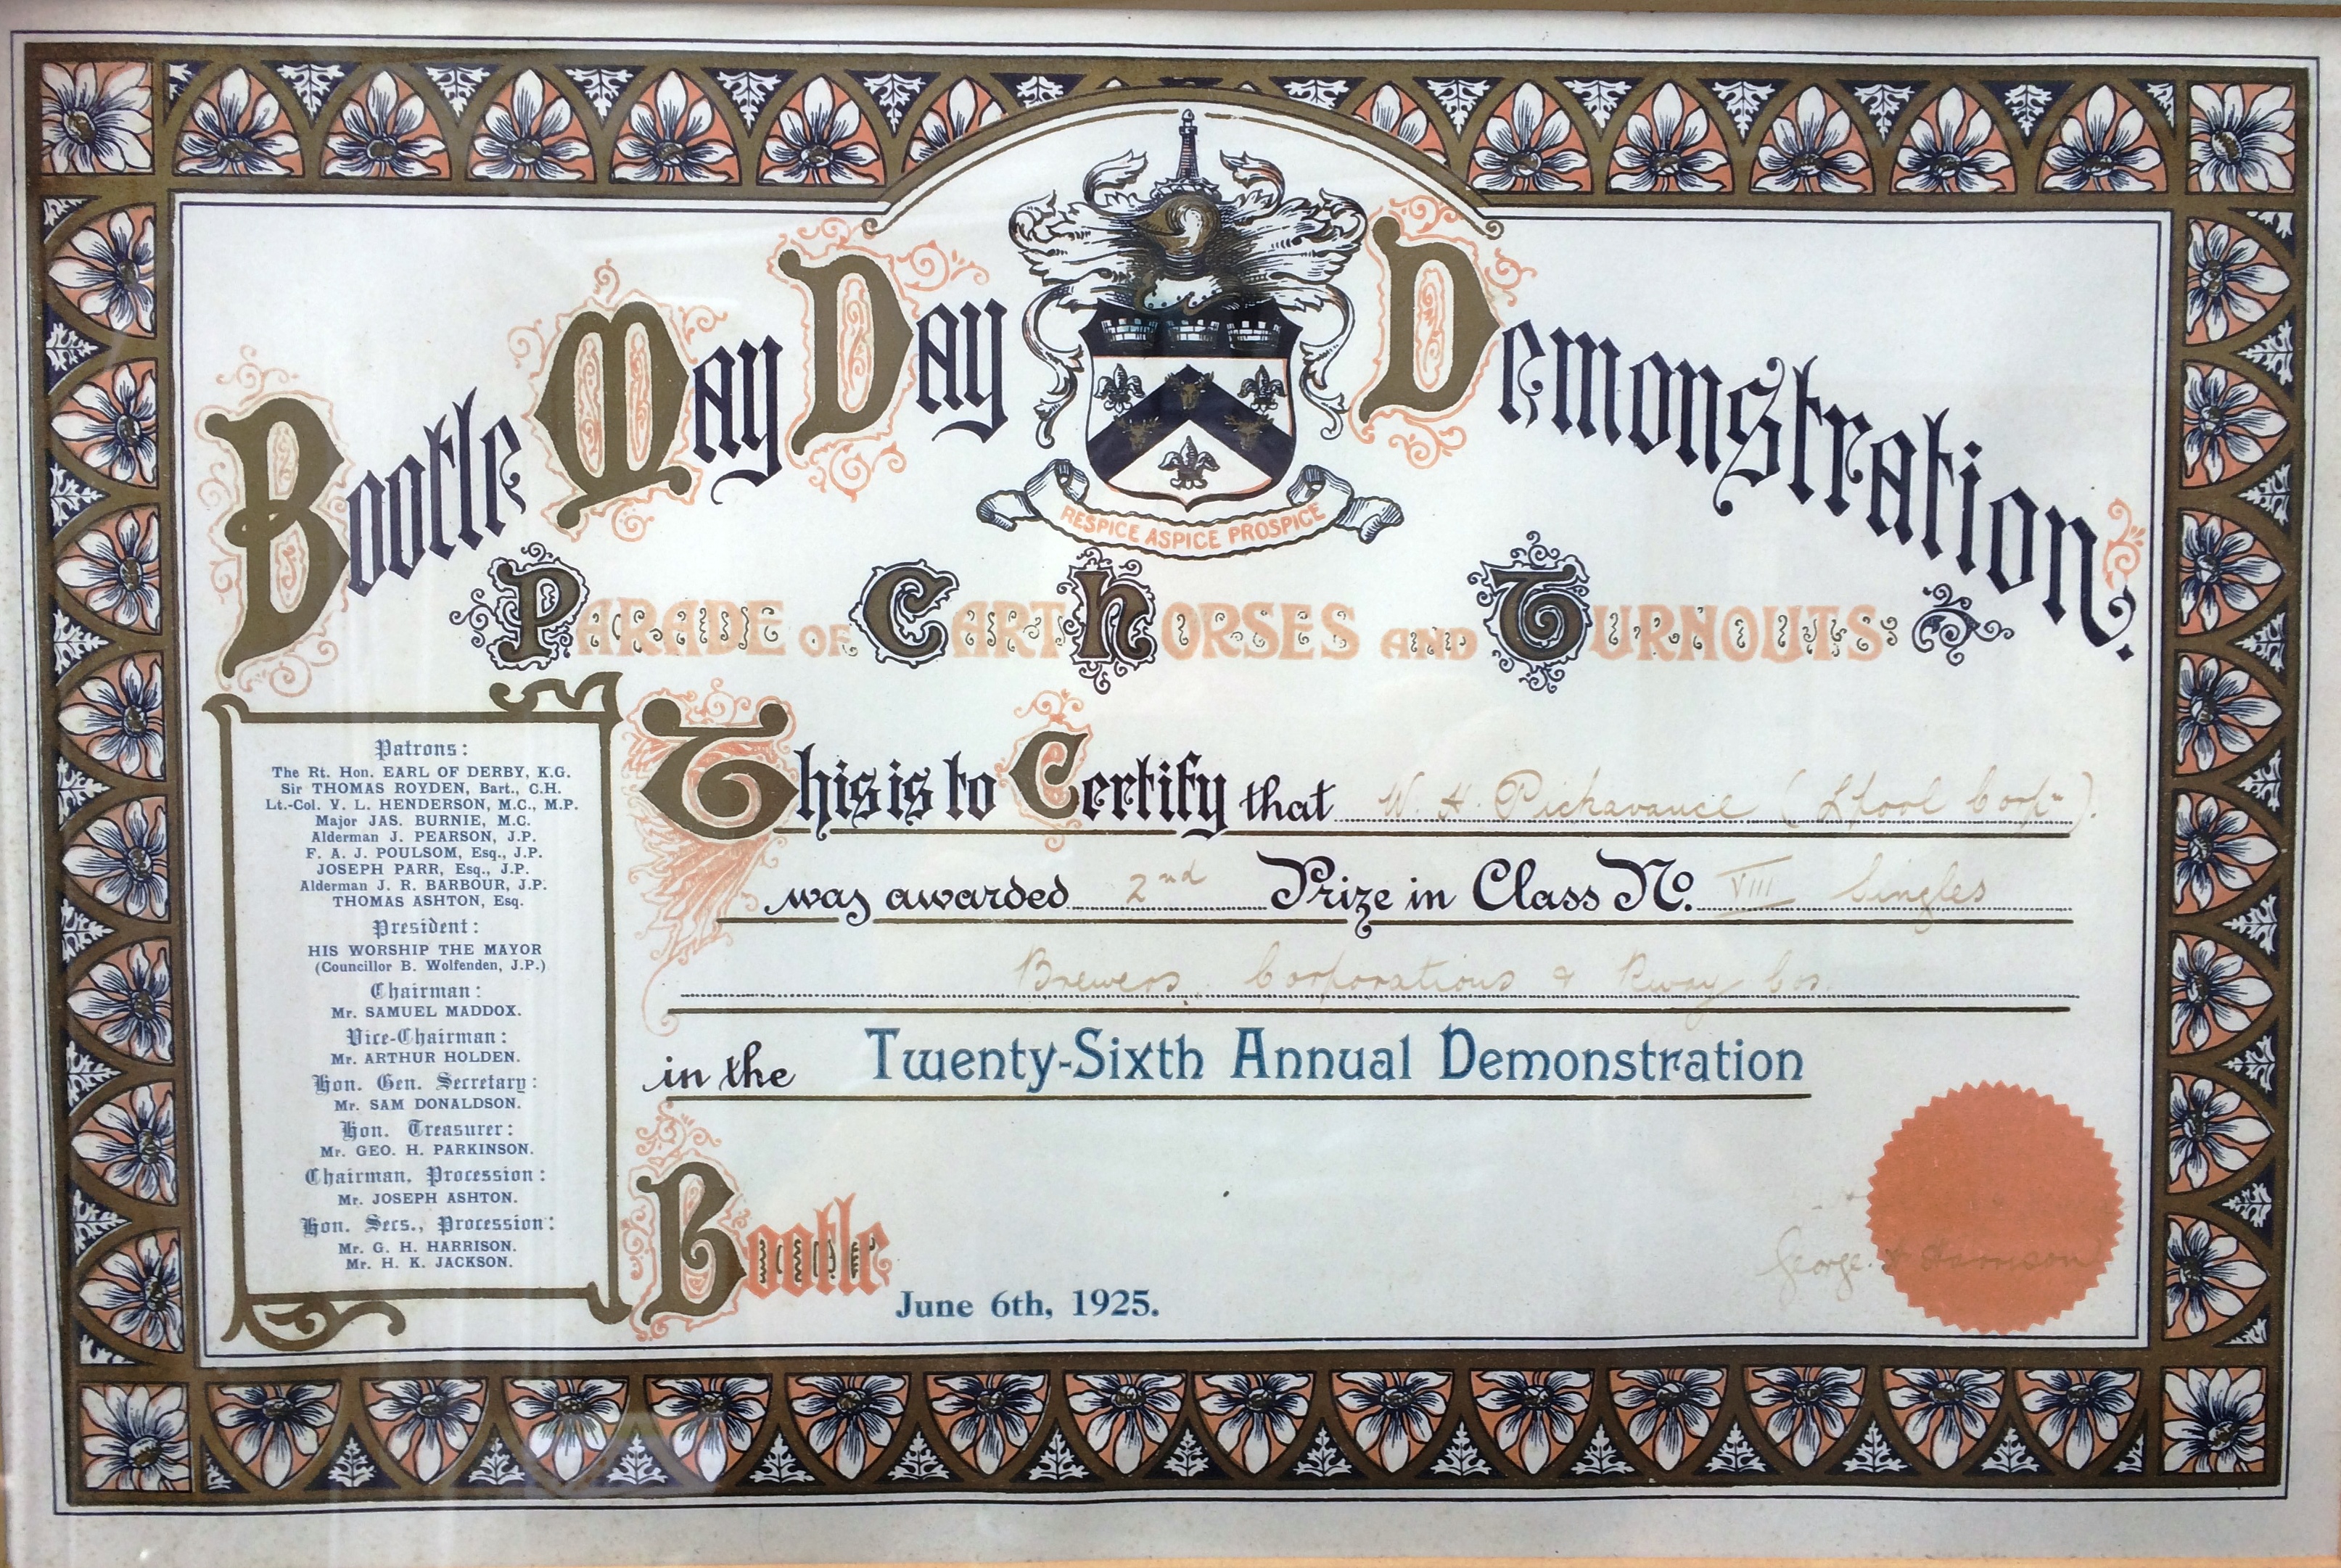 Bootle May Day Demonstration.
RESPICE ASPICE PROSPICE
PARADE OF CART HORSES AND TURNOUTS
Patrons:
The Rt. Hon. EARL OF DERBY, K.G.
Sir THOMAS ROYDEN, Bart., C.H.
Lt.-Col. V. L. HENDERSON, M.C., M.P.
Major JAS. BURNIE, M.C.
Alderman J. PEARSON, J.P.
F. A. J. POULSOM, Esq., J.P.
JOSEPH PARR, Esq., J.P.
Alderman J. R. BARBOUR, J.P.
THOMAS ASHTON, Esq.
President:
HIS WORSHIP THE MAYOR
(Councillor B. Wolfenden, J.P.)
Chairman:
Mr. SAMUEL MADDOX.
Vice-Chairman:
Mr. ARTHUR HOLDEN.
Hon. Gen. Secretary:
Mr. SAM DONALDSON.
Hon. Treasurer:
Mr. GEO. H. PARKINSON.
Chairman, Procession:
Mr. JOSEPH ASHTON.
Hon. Secs., Procession:
Mr. G. H. HARRISON.
Mr. H. K. JACKSON.
This is to Certify that W. H. Pickavance (Lpool Corpn).
was awarded 2nd Prize in Class No. VIII Singles
Brewers, Corporations & Rway Cos.
in the Twenty-Sixth Annual Demonstration
Bootle
June 6th, 1925.
George H Harrison